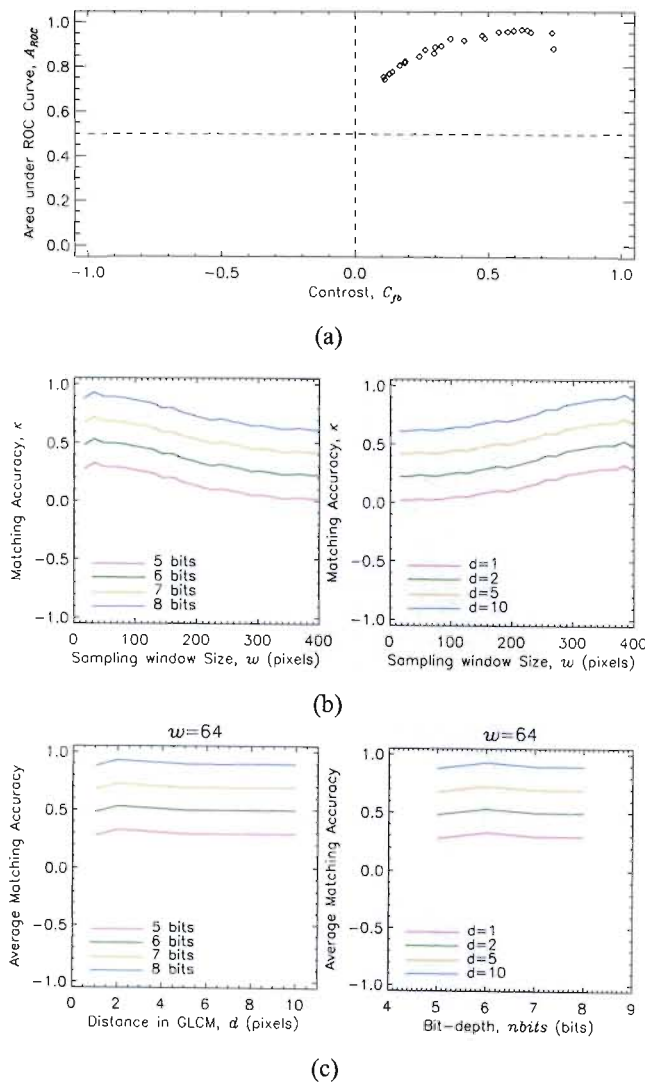 Area under ROC Curve, A_ROC
1.0
0.8
0.6
0.4
0.2
0.0
-1.0 -0.5 0.0 0.5 1.0
Contrast, C_fb
(a)
Matching Accuracy, κ
1.0
0.5
0.0
-0.5
-1.0
5 bits
6 bits
7 bits
8 bits
0 100 200 300 400
Sampling window Size, w (pixels)
Matching Accuracy, κ
1.0
0.5
0.0
-0.5
-1.0
d=1
d=2
d=5
d=10
0 100 200 300 400
Sampling window Size, w (pixels)
(b)
w=64
Average Matching Accuracy
1.0
0.5
0.0
-0.5
-1.0
5 bits
6 bits
7 bits
8 bits
0 2 4 6 8 10
Distance in GLCM, d (pixels)
w=64
Average Matching Accuracy
1.0
0.5
0.0
-0.5
-1.0
d=1
d=2
d=5
d=10
4 5 6 7 8 9
Bit-depth, nbits (bits)
(c)